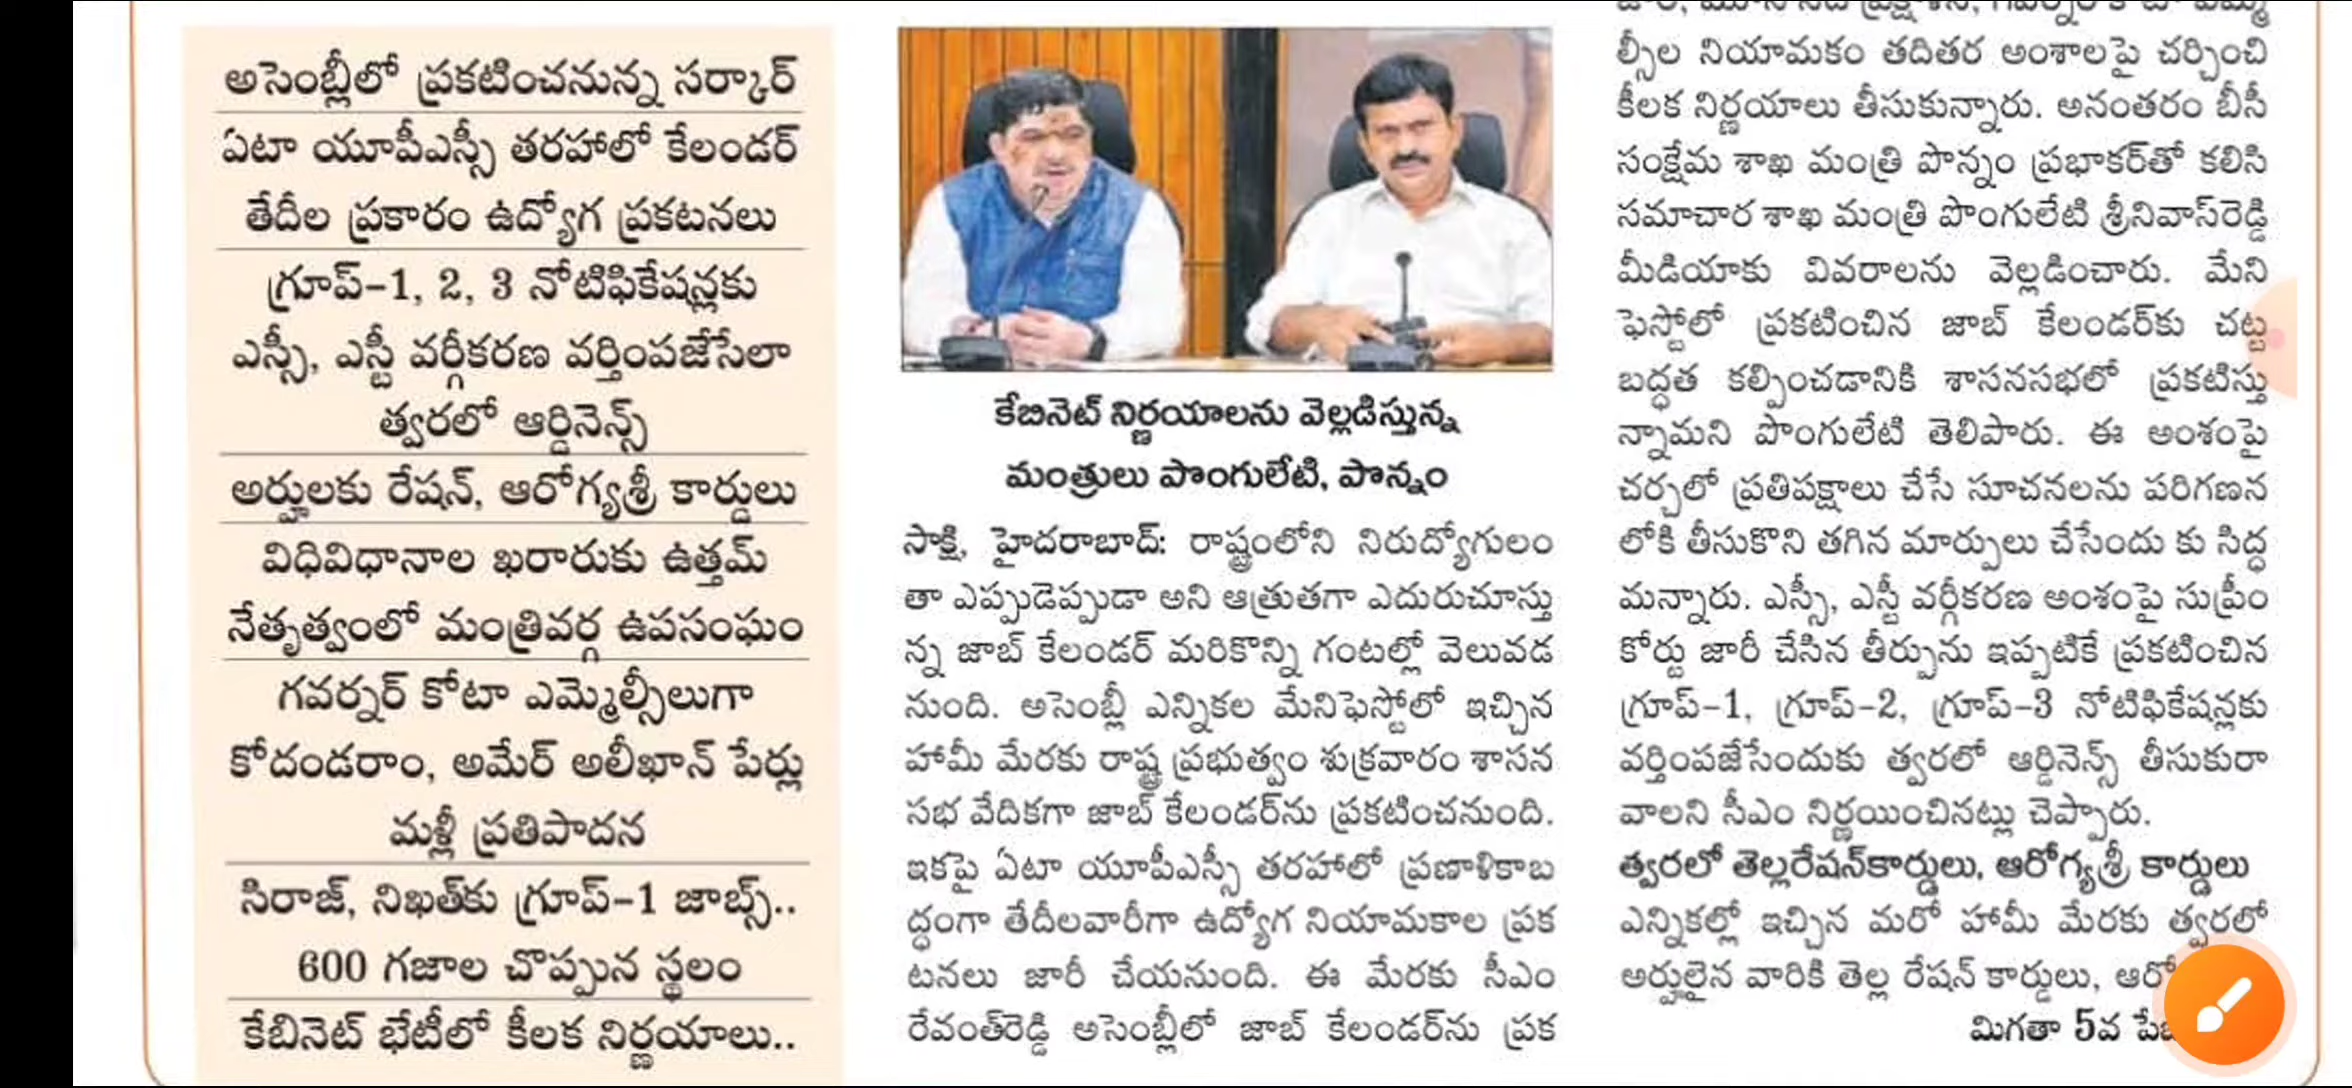 అసెంబ్లీలో ప్రకటించనున్న సర్కార్
ఏటా యూపీఎస్సీ తరహాలో కేలండర్
తేదీల ప్రకారం ఉద్యోగ ప్రకటనలు
గ్రూప్–1, 2, 3 నోటిఫికేషన్లకు
ఎస్సీ, ఎస్టీ వర్గీకరణ వర్తింపజేసేలా
త్వరలో ఆర్డినెన్స్
అర్హులకు రేషన్, ఆరోగ్యశ్రీ కార్డులు
విధివిధానాల ఖరారుకు ఉత్తమ్
నేతృత్వంలో మంత్రివర్గ ఉపసంఘం
గవర్నర్ కోటా ఎమ్మెల్సీలుగా
కోదండరాం, అమేర్ అలీఖాన్ పేర్లు
మళ్లీ ప్రతిపాదన
సిరాజ్, నిఖత్‌కు గ్రూప్–1 జాబ్స్..
600 గజాల చొప్పున స్థలం
కేబినెట్ భేటీలో కీలక నిర్ణయాలు..
కేబినెట్ నిర్ణయాలను వెల్లడిస్తున్న
మంత్రులు పొంగులేటి, పొన్నం
సాక్షి, హైదరాబాద్: రాష్ట్రంలోని నిరుద్యోగులం
తా ఎప్పుడెప్పుడా అని ఆత్రుతగా ఎదురుచూస్తు
న్న జాబ్ కేలండర్ మరికొన్ని గంటల్లో వెలువడ
నుంది. అసెంబ్లీ ఎన్నికల మేనిఫెస్టోలో ఇచ్చిన
హామీ మేరకు రాష్ట్ర ప్రభుత్వం శుక్రవారం శాసన
సభ వేదికగా జాబ్ కేలండర్‌ను ప్రకటించనుంది.
ఇకపై ఏటా యూపీఎస్సీ తరహాలో ప్రణాళికాబ
ద్ధంగా తేదీలవారీగా ఉద్యోగ నియామకాల ప్రక
టనలు జారీ చేయనుంది. ఈ మేరకు సీఎం
రేవంత్‌రెడ్డి అసెంబ్లీలో జాబ్ కేలండర్‌ను ప్రక
ల్సీల నియామకం తదితర అంశాలపై చర్చించి
కీలక నిర్ణయాలు తీసుకున్నారు. అనంతరం బీసీ
సంక్షేమ శాఖ మంత్రి పొన్నం ప్రభాకర్‌తో కలిసి
సమాచార శాఖ మంత్రి పొంగులేటి శ్రీనివాస్‌రెడ్డి
మీడియాకు వివరాలను వెల్లడించారు. మేని
ఫెస్టోలో ప్రకటించిన జాబ్ కేలండర్‌కు చట్ట
బద్ధత కల్పించడానికి శాసనసభలో ప్రకటిస్తు
న్నామని పొంగులేటి తెలిపారు. ఈ అంశంపై
చర్చలో ప్రతిపక్షాలు చేసే సూచనలను పరిగణన
లోకి తీసుకొని తగిన మార్పులు చేసేందు కు సిద్ధ
మన్నారు. ఎస్సీ, ఎస్టీ వర్గీకరణ అంశంపై సుప్రీం
కోర్టు జారీ చేసిన తీర్పును ఇప్పటికే ప్రకటించిన
గ్రూప్–1, గ్రూప్–2, గ్రూప్–3 నోటిఫికేషన్లకు
వర్తింపజేసేందుకు త్వరలో ఆర్డినెన్స్ తీసుకురా
వాలని సీఎం నిర్ణయించినట్లు చెప్పారు.
త్వరలో తెల్లరేషన్‌కార్డులు, ఆరోగ్యశ్రీ కార్డులు
ఎన్నికల్లో ఇచ్చిన మరో హామీ మేరకు త్వరలో
అర్హులైన వారికి తెల్ల రేషన్ కార్డులు,
మిగతా 5వ